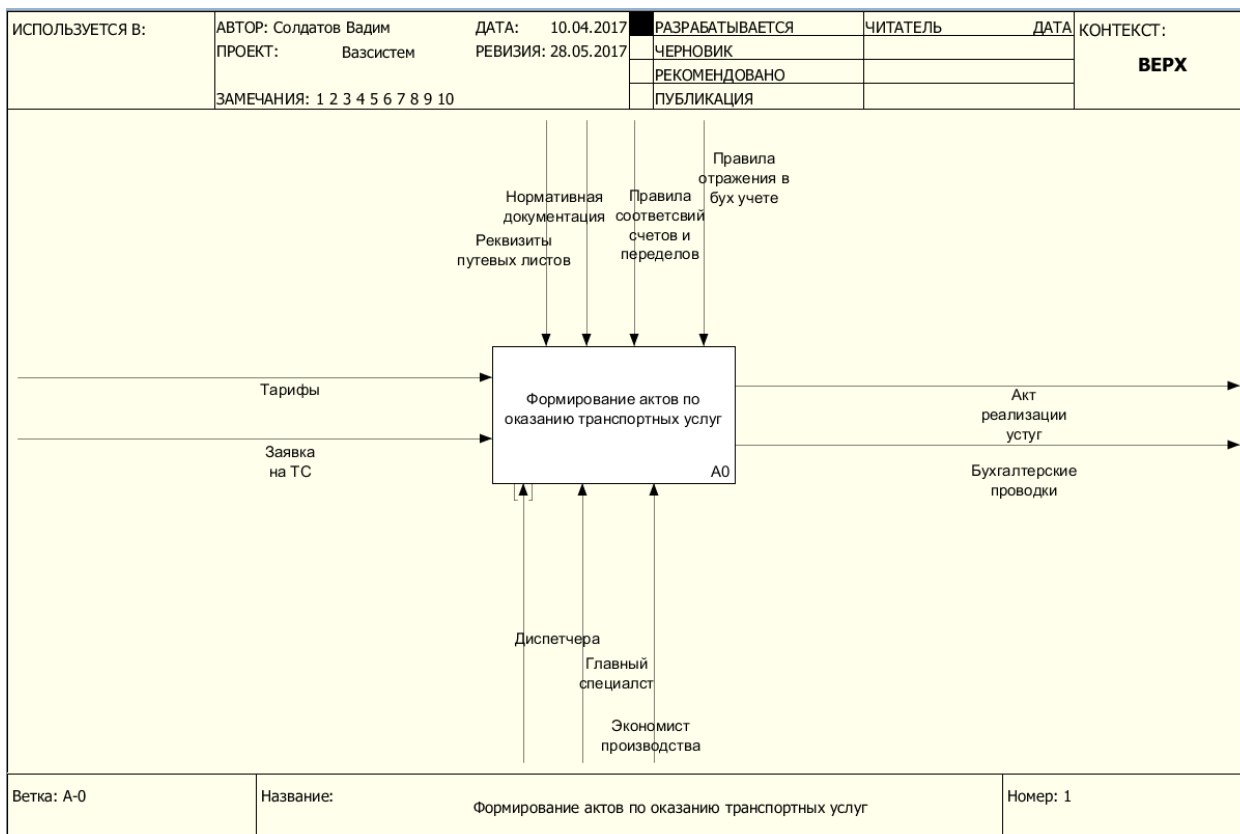 ИСПОЛЬЗУЕТСЯ В:
АВТОР: Солдатов Вадим
ДАТА: 10.04.2017
ПРОЕКТ: Вазсистем
РЕВИЗИЯ: 28.05.2017
ЗАМЕЧАНИЯ: 1 2 3 4 5 6 7 8 9 10
РАЗРАБАТЫВАЕТСЯ
ЧЕРНОВИК
РЕКОМЕНДОВАНО
ПУБЛИКАЦИЯ
ЧИТАТЕЛЬ
ДАТА
КОНТЕКСТ:
ВЕРХ
Реквизиты
путевых листов
Нормативная
документация
Правила
соответсвий
счетов и
переделов
Правила
отражения в
бух учете
Тарифы
Заявка
на ТС
Формирование актов по
оказанию транспортных услуг
A0
Акт
реализации
устуг
Бухгалтерские
проводки
Диспетчера
Главный
специалст
Экономист
производства
Ветка: A-0
Название:
Формирование актов по оказанию транспортных услуг
Номер: 1